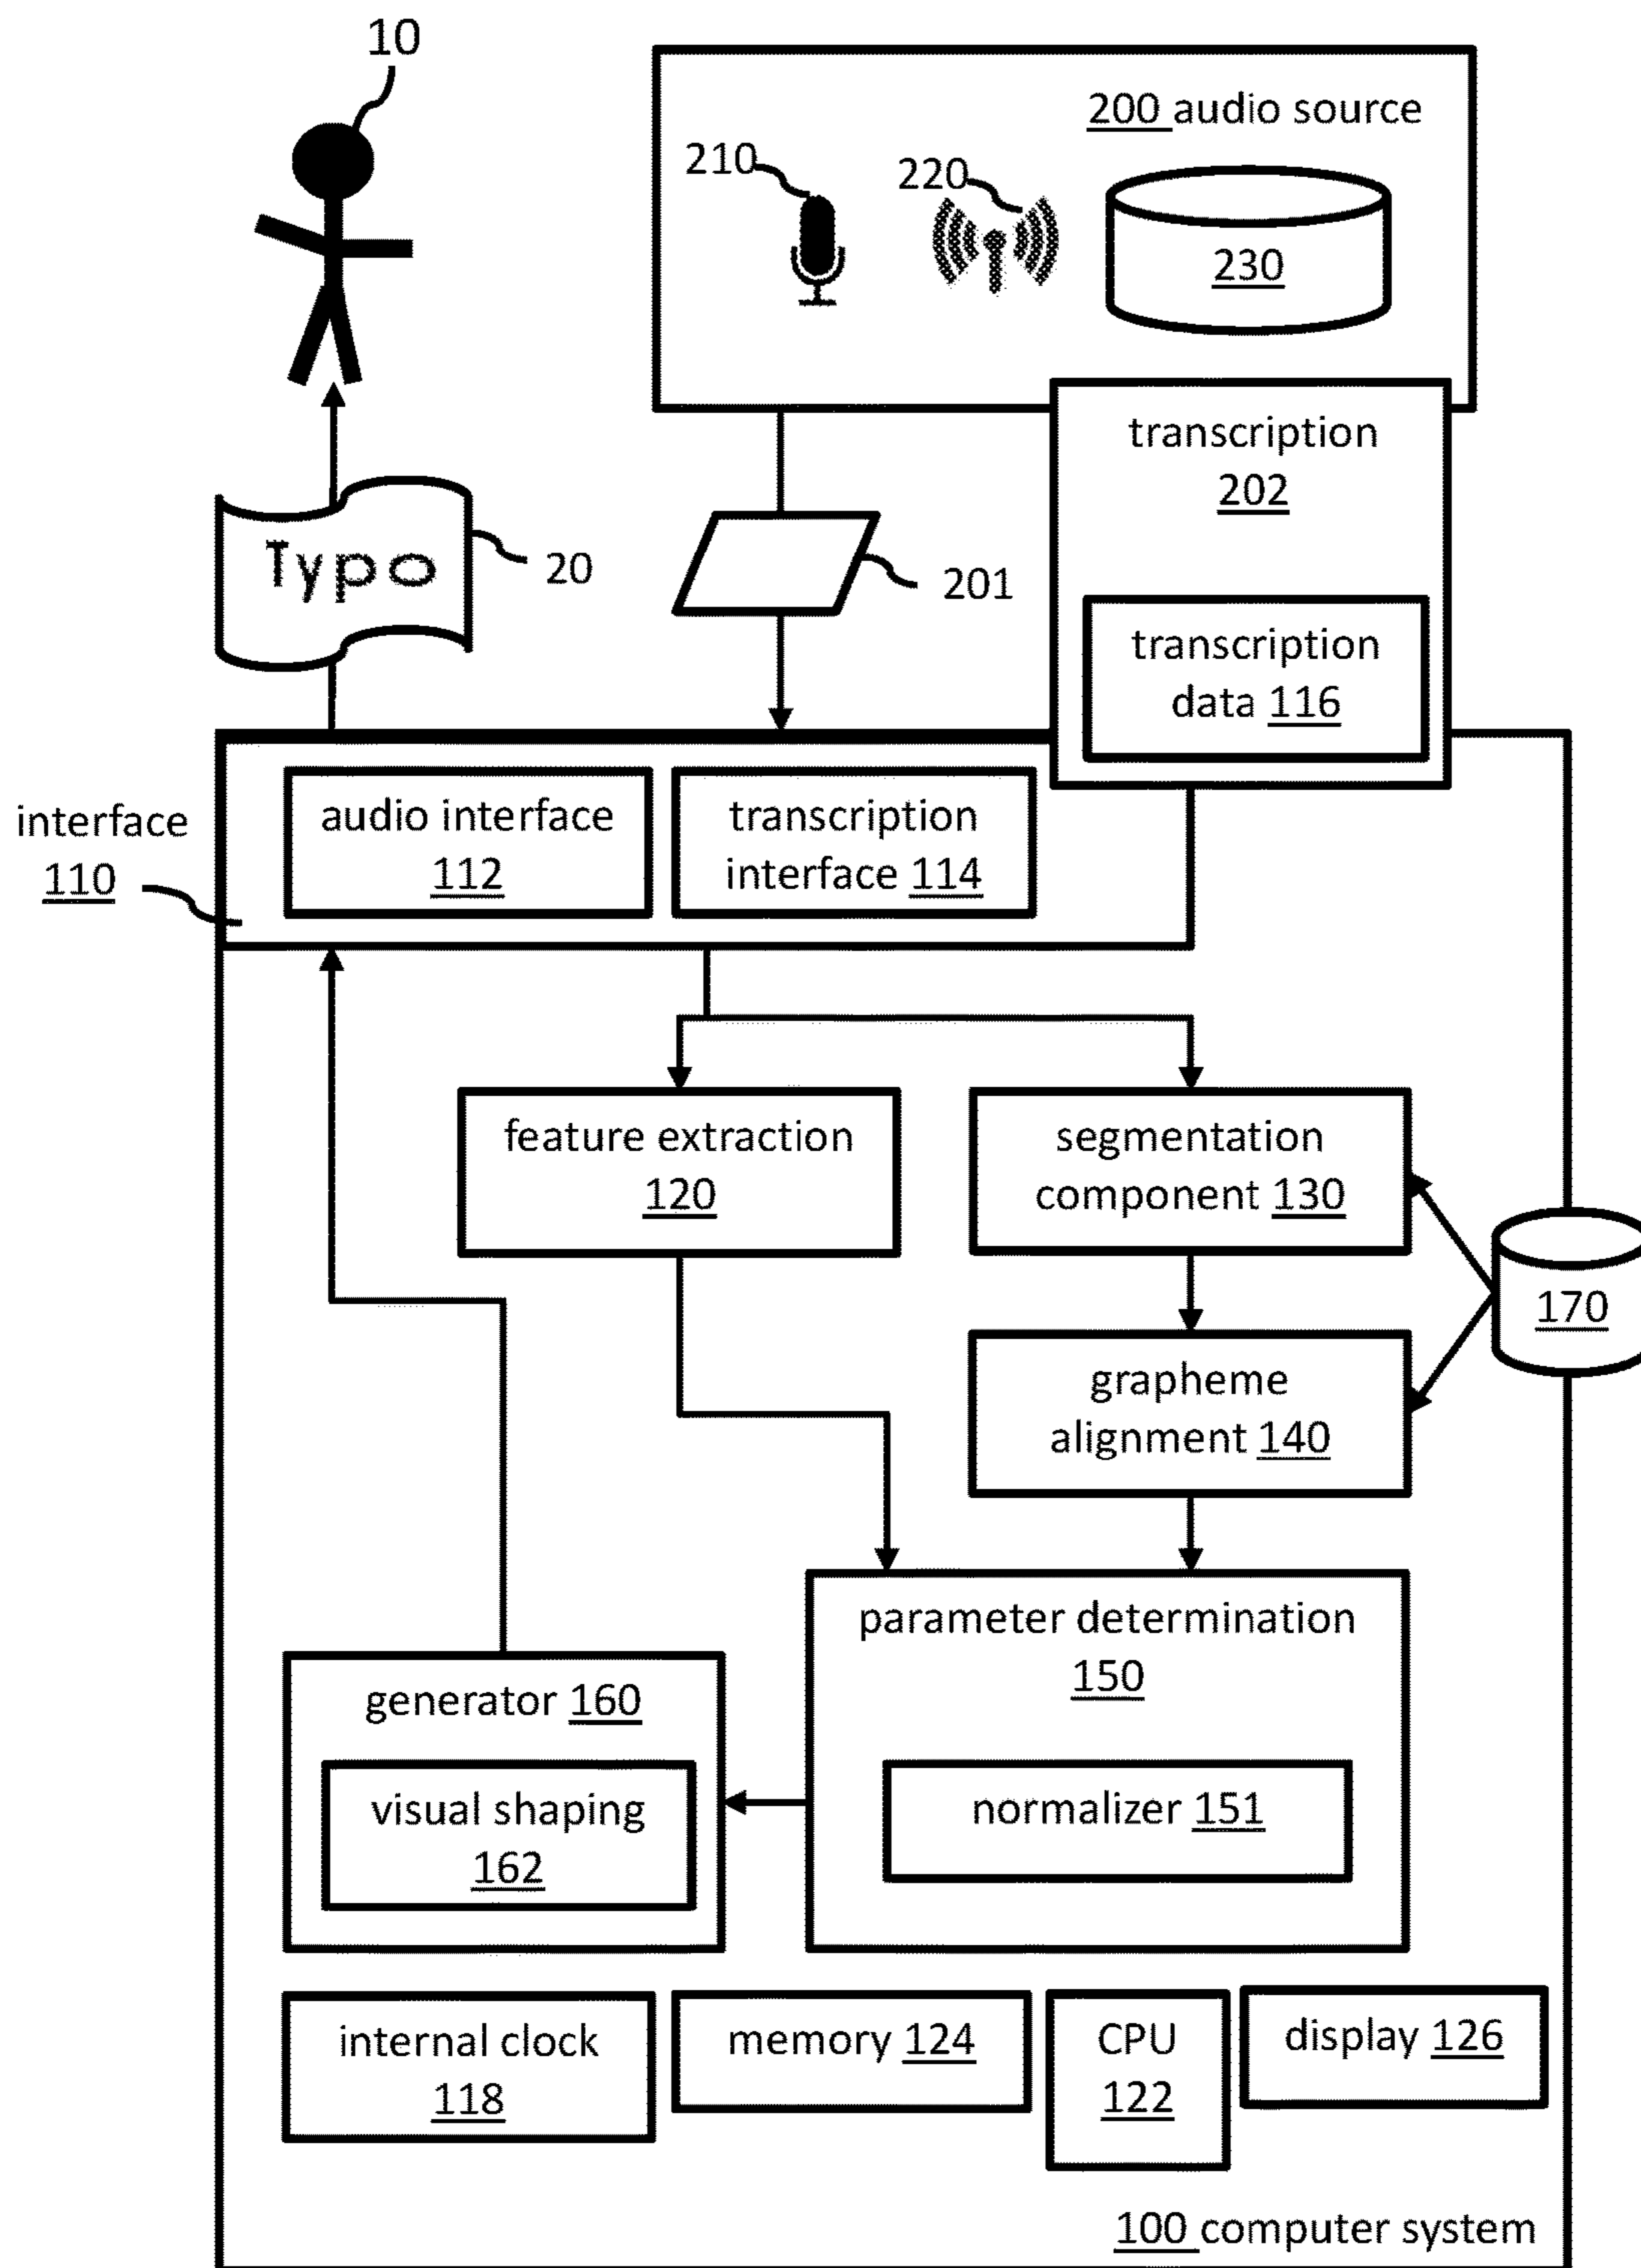 10
200 audio source
210
220
230
transcription
202
Typo
20
201
transcription
data 116
interface
110
audio interface
112
transcription
interface 114
feature extraction
120
segmentation
component 130
170
grapheme
alignment 140
parameter determination
150
generator 160
visual shaping
162
normalizer 151
internal clock
118
memory 124
CPU
122
display 126
100 computer system